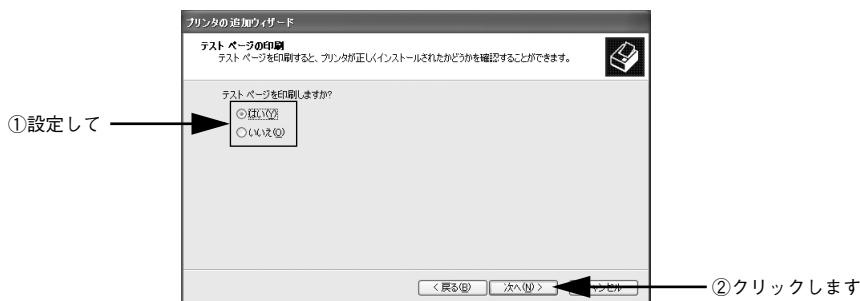 プリンタの追加ウィザード
テスト ページの印刷
テスト ページを印刷すると、プリンタが正しくインストールされたかどうかを確認することができます。
テスト ページを印刷しますか?
①設定して
はい(Y)
いいえ(O)
< 戻る(B)
次へ(N) >
キャンセル
②クリックします